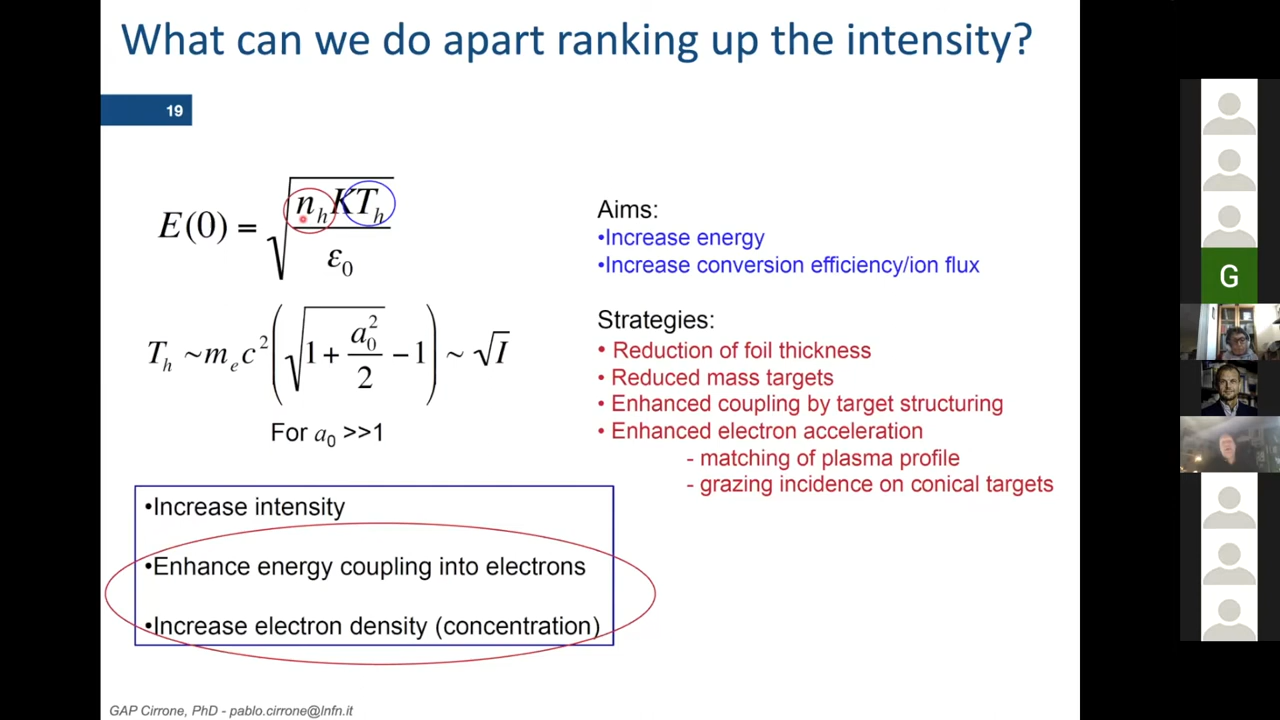 What can we do apart ranking up the intensity?
19
E(0) = √(n_h KT_h / ε_0)
T_h ~ m_e c^2 (√(1 + a_0^2 / 2) − 1) ~ √I
For a_0 >>1
•Increase intensity
•Enhance energy coupling into electrons
•Increase electron density (concentration)
Aims:
•Increase energy
•Increase conversion efficiency/ion flux
Strategies:
• Reduction of foil thickness
• Reduced mass targets
• Enhanced coupling by target structuring
• Enhanced electron acceleration
- matching of plasma profile
- grazing incidence on conical targets
GAP Cirrone, PhD - pablo.cirrone@lnfn.it
G